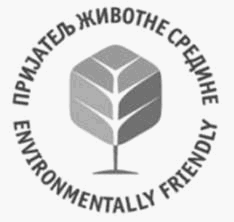 ПРИЈАТЕЉ ЖИВОТНЕ СРЕДИНЕ
ENVIRONMENTALLY FRIENDLY